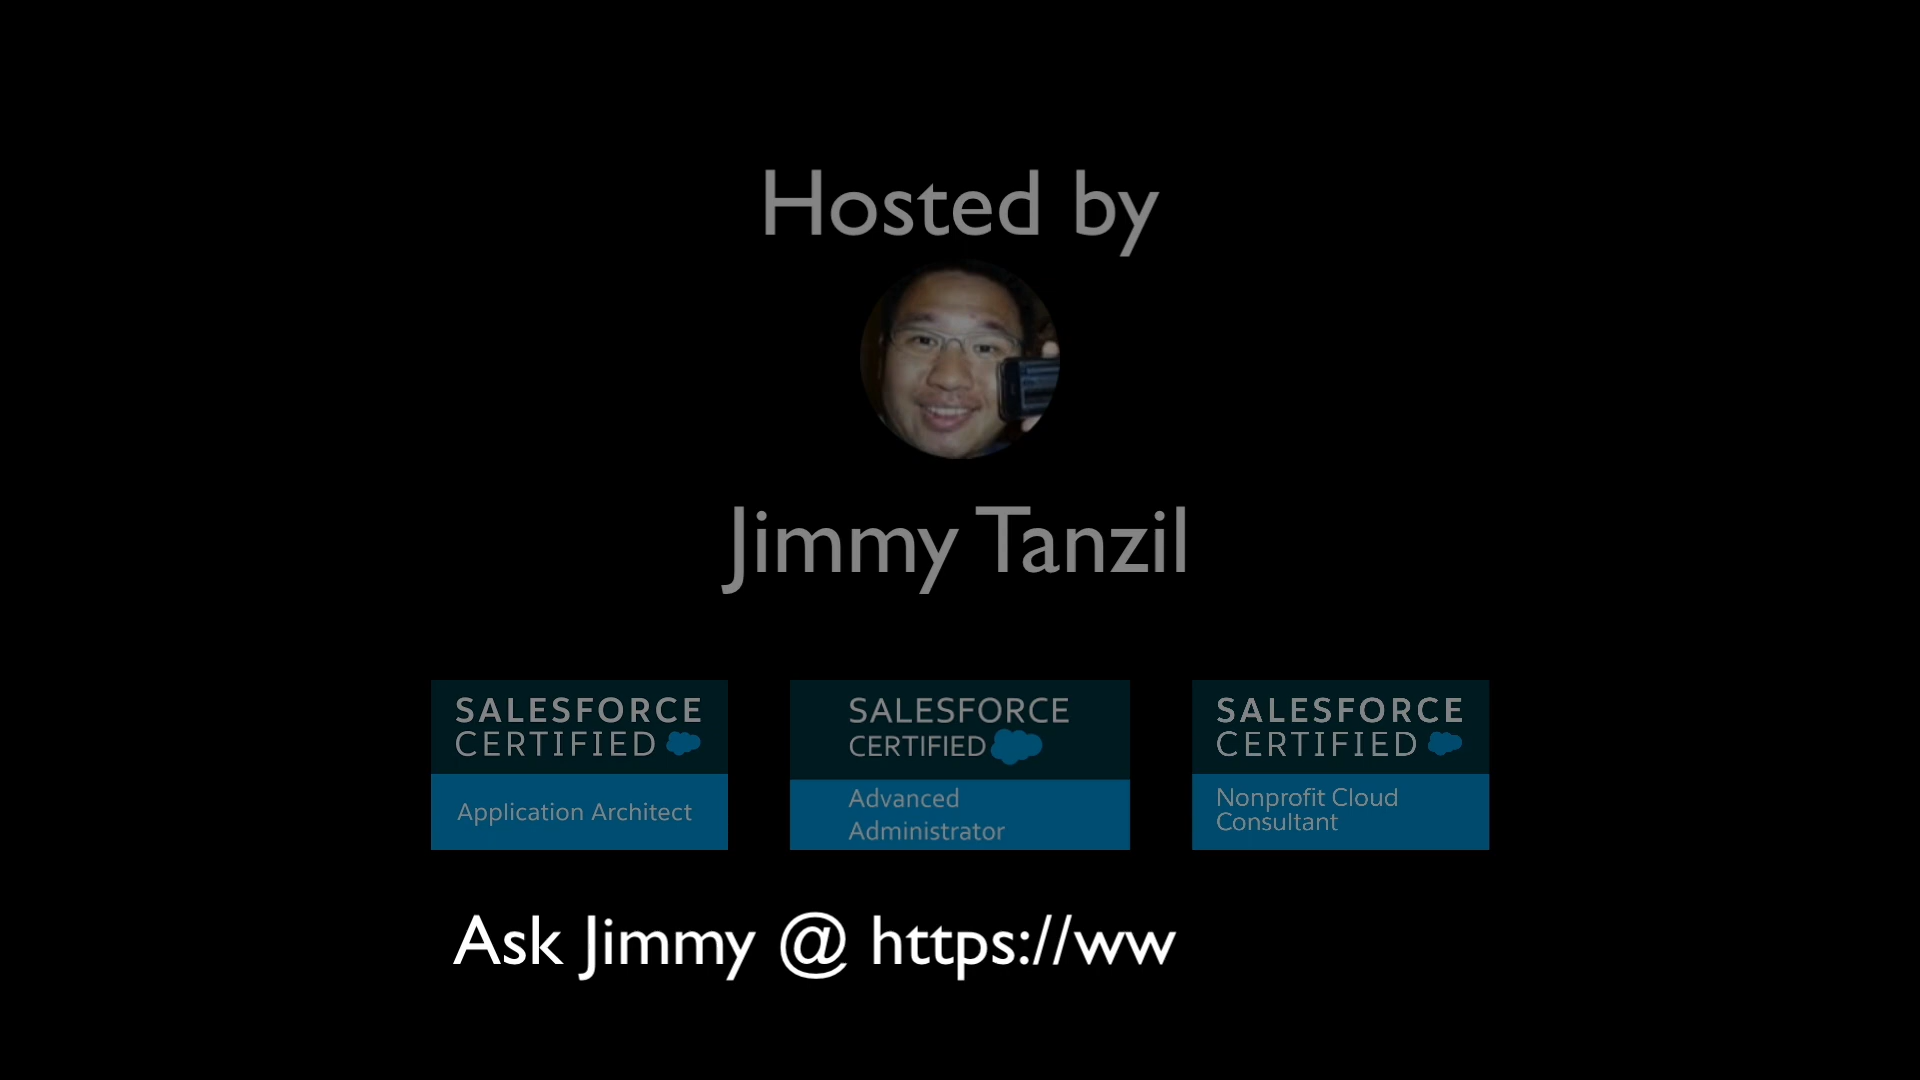 Hosted by
Jimmy Tanzil
SALESFORCE
CERTIFIED
Application Architect
SALESFORCE
CERTIFIED
Advanced
Administrator
SALESFORCE
CERTIFIED
Nonprofit Cloud
Consultant
Ask Jimmy @ https://ww